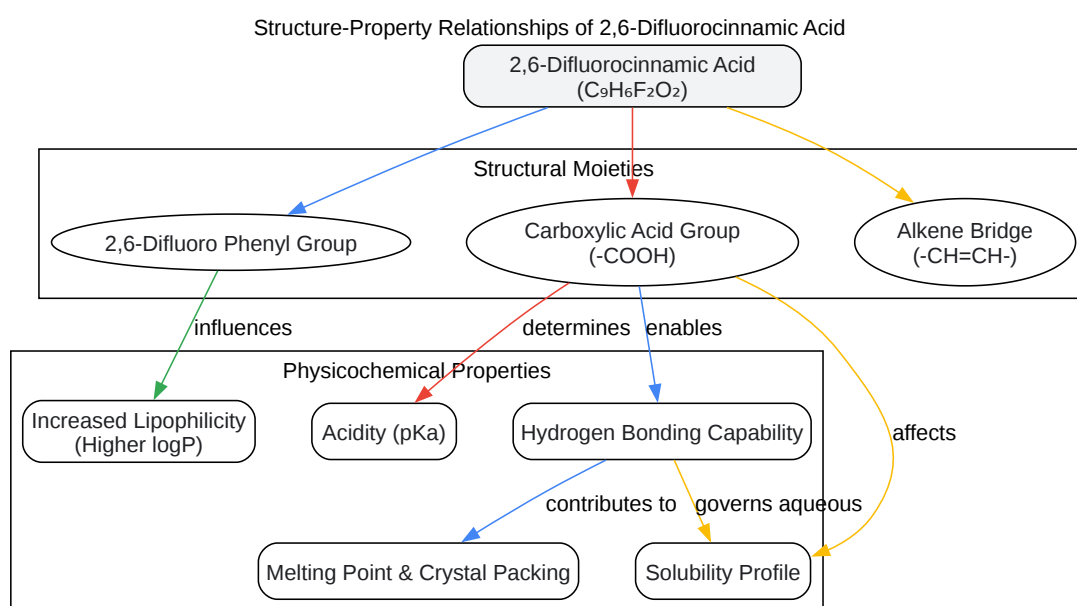 Structure-Property Relationships of 2,6-Difluorocinnamic Acid
2,6-Difluorocinnamic Acid
(C₉H₆F₂O₂)
Structural Moieties
2,6-Difluoro Phenyl Group
Carboxylic Acid Group
(-COOH)
Alkene Bridge
(-CH=CH-)
influences
determines
enables
Physicochemical Properties
Increased Lipophilicity
(Higher logP)
Acidity (pKa)
Hydrogen Bonding Capability
affects
contributes to
governs aqueous
Melting Point & Crystal Packing
Solubility Profile